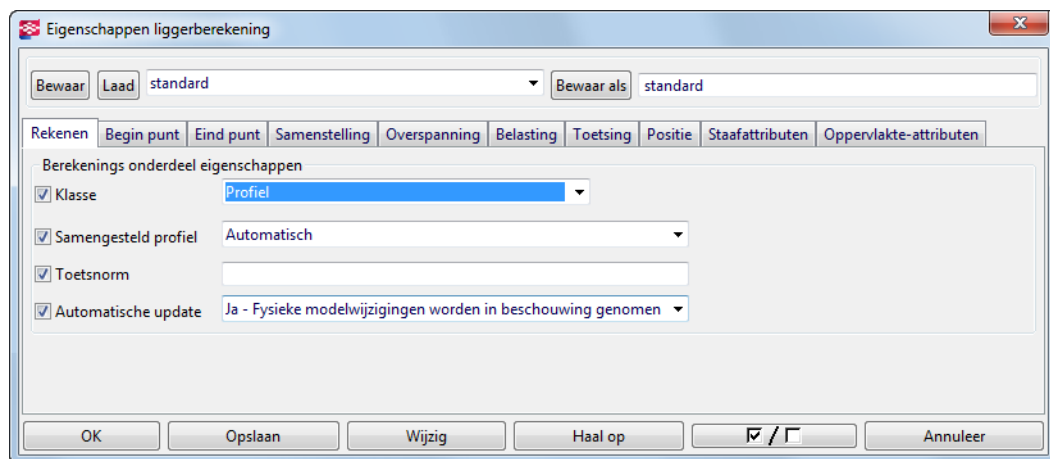 Eigenschappen liggerberekening
Bewaar Laad standard Bewaar als standard
Rekenen Begin punt Eind punt Samenstelling Overspanning Belasting Toetsing Positie Staafattributen Oppervlakte-attributen
Berekenings onderdeel eigenschappen
Klasse Profiel
Samengesteld profiel Automatisch
Toetsnorm
Automatische update Ja - Fysieke modelwijzigingen worden in beschouwing genomen
OK Opslaan Wijzig Haal op / Annuleer